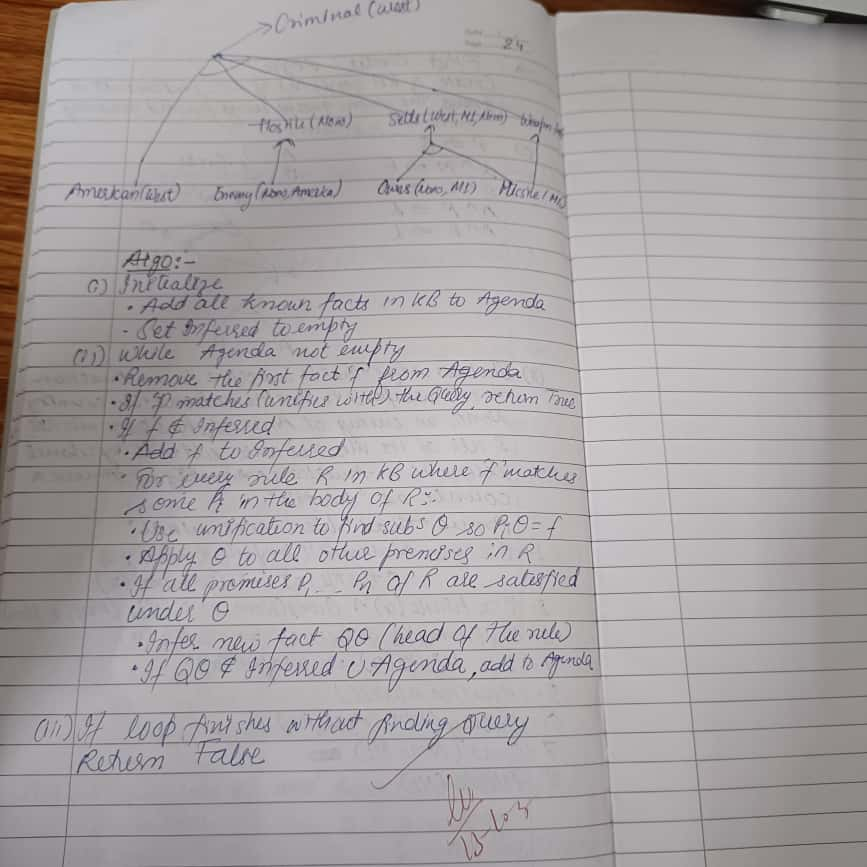 Criminal (West)
24
Hostile (Nono) Sells (West, M1, Nono)
American (West) Enemy (Nono, America) Owns (Nono, M1) Missile (M1)
Algo:-
(i) Initialize
• Add all known facts in KB to Agenda
- Set Inferred to empty
(ii) While Agenda not empty
• Remove the first fact f from Agenda
• If f matches (unifies with) the Query, return True
• If f ∉ Inferred
• Add f to Inferred
• For every rule R in KB where f matches
some Pi in the body of R:-
• Use unification to find subs θ so Piθ = f
• Apply θ to all other premises in R
• If all premises P1 ... Pn of R are satisfied
under θ
• Infer new fact Qθ (head of the rule)
• If Qθ ∉ Inferred ∪ Agenda, add to Agenda
(iii) If loop finishes without finding query
Return False